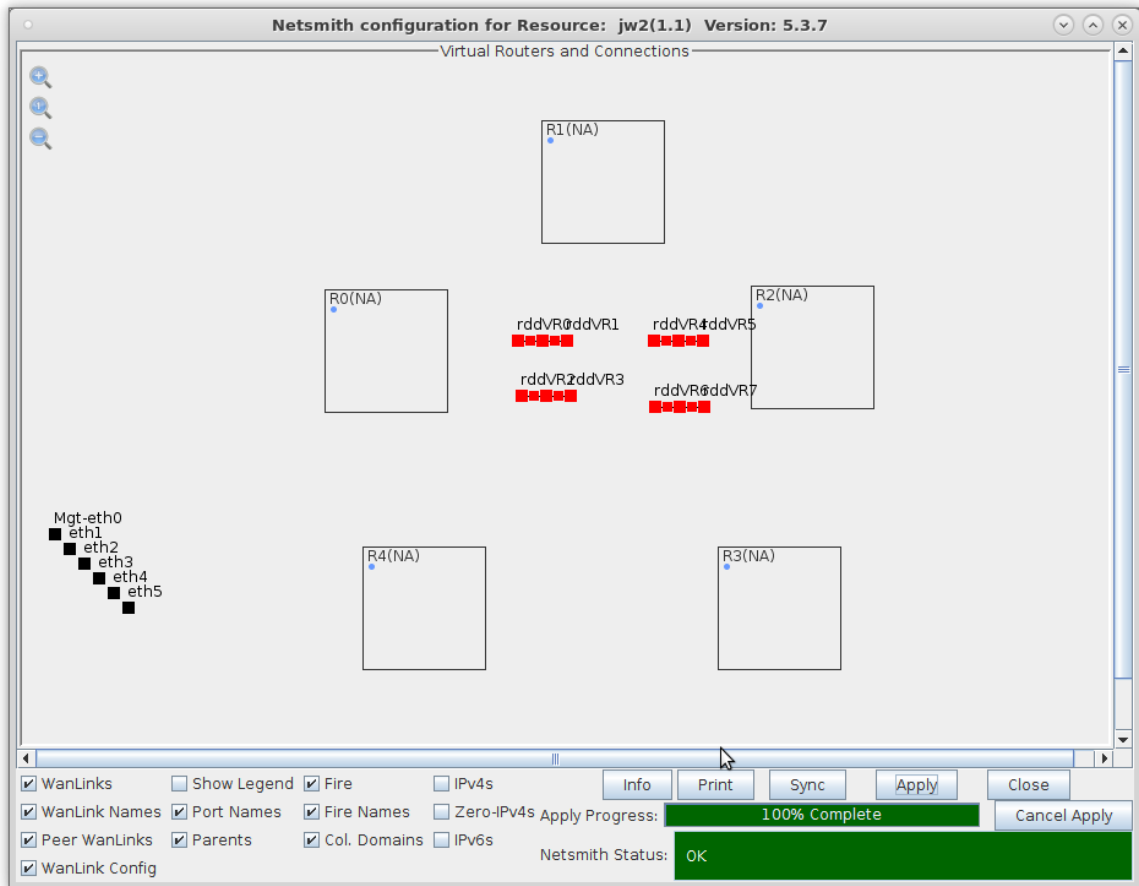 Netsmith configuration for Resource: jw2(1.1) Version: 5.3.7
Virtual Routers and Connections
R1(NA)
R0(NA)
R2(NA)
rddVR0 rddVR1
rddVR4 rddVR5
rddVR2 rddVR3
rddVR6 rddVR7
Mgt-eth0
eth1
eth2
eth3
eth4
eth5
R4(NA)
R3(NA)
WanLinks Show Legend Fire IPv4s Info Print Sync Apply Close
WanLink Names Port Names Fire Names Zero-IPv4s Apply Progress: 100% Complete Cancel Apply
Peer WanLinks Parents Col. Domains IPv6s
Netsmith Status: OK
WanLink Config